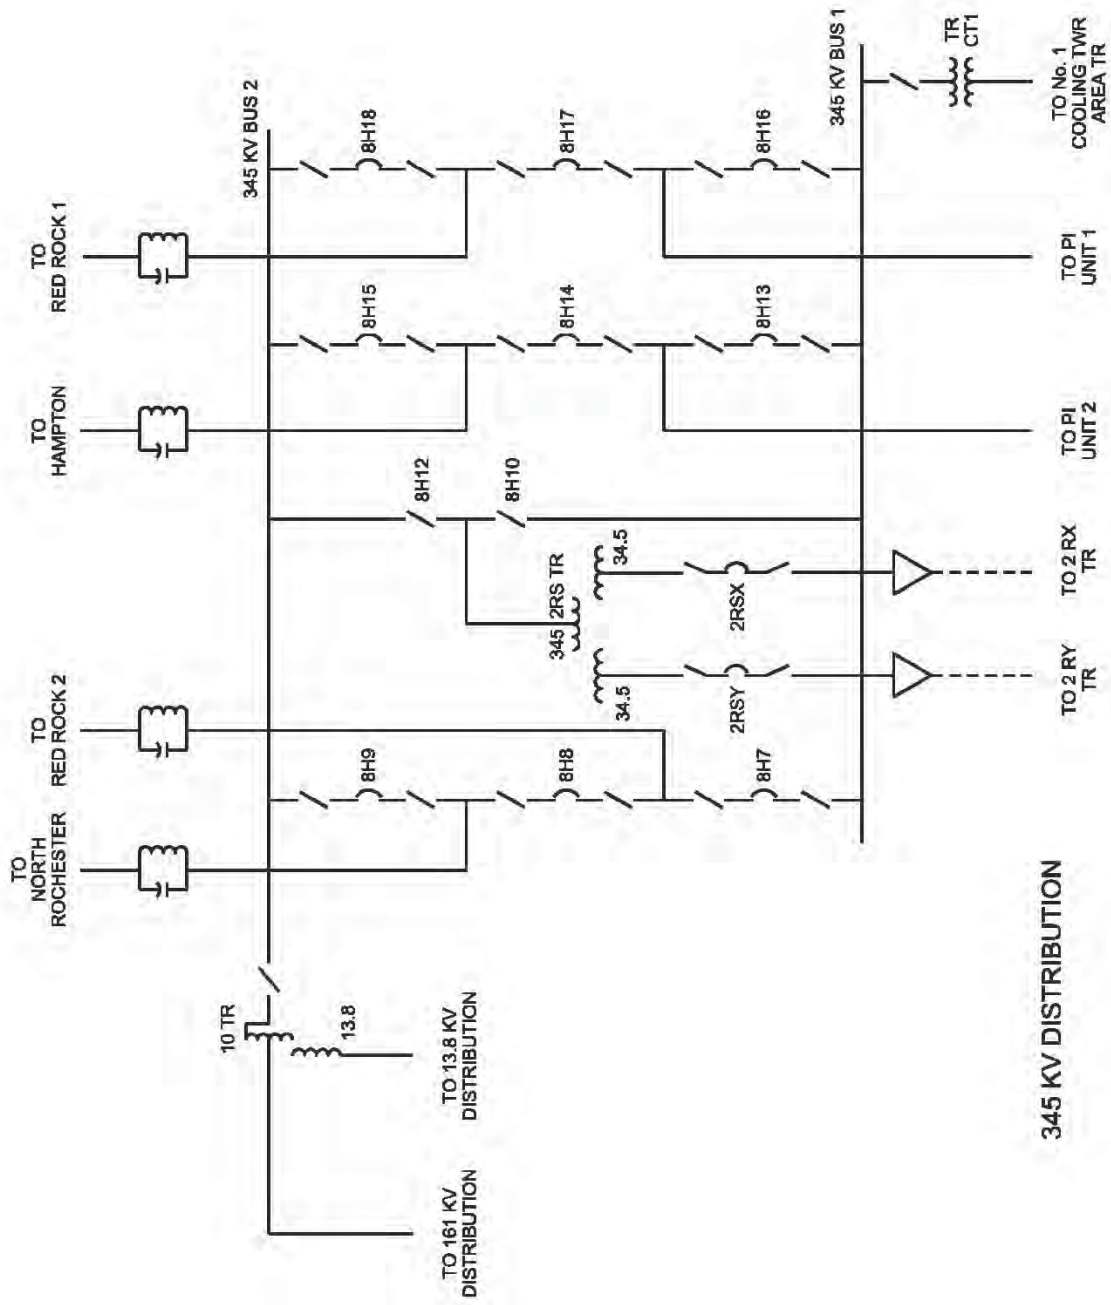 TO
NORTH
ROCHESTER
TO
RED ROCK 2
TO
HAMPTON
TO
RED ROCK 1
345 KV BUS 2
10 TR
13.8
8H9
8H12
8H15
8H18
TO 161 KV
DISTRIBUTION
TO 13.8 KV
DISTRIBUTION
8H8
8H10
8H14
8H17
345 2RS TR
34.5
34.5
2RSY
2RSX
8H7
8H13
8H16
345 KV BUS 1
TR
CT1
TO 2 RY
TR
TO 2 RX
TR
TO PI
UNIT 2
TO PI
UNIT 1
TO No. 1
COOLING TWR
AREA TR
345 KV DISTRIBUTION